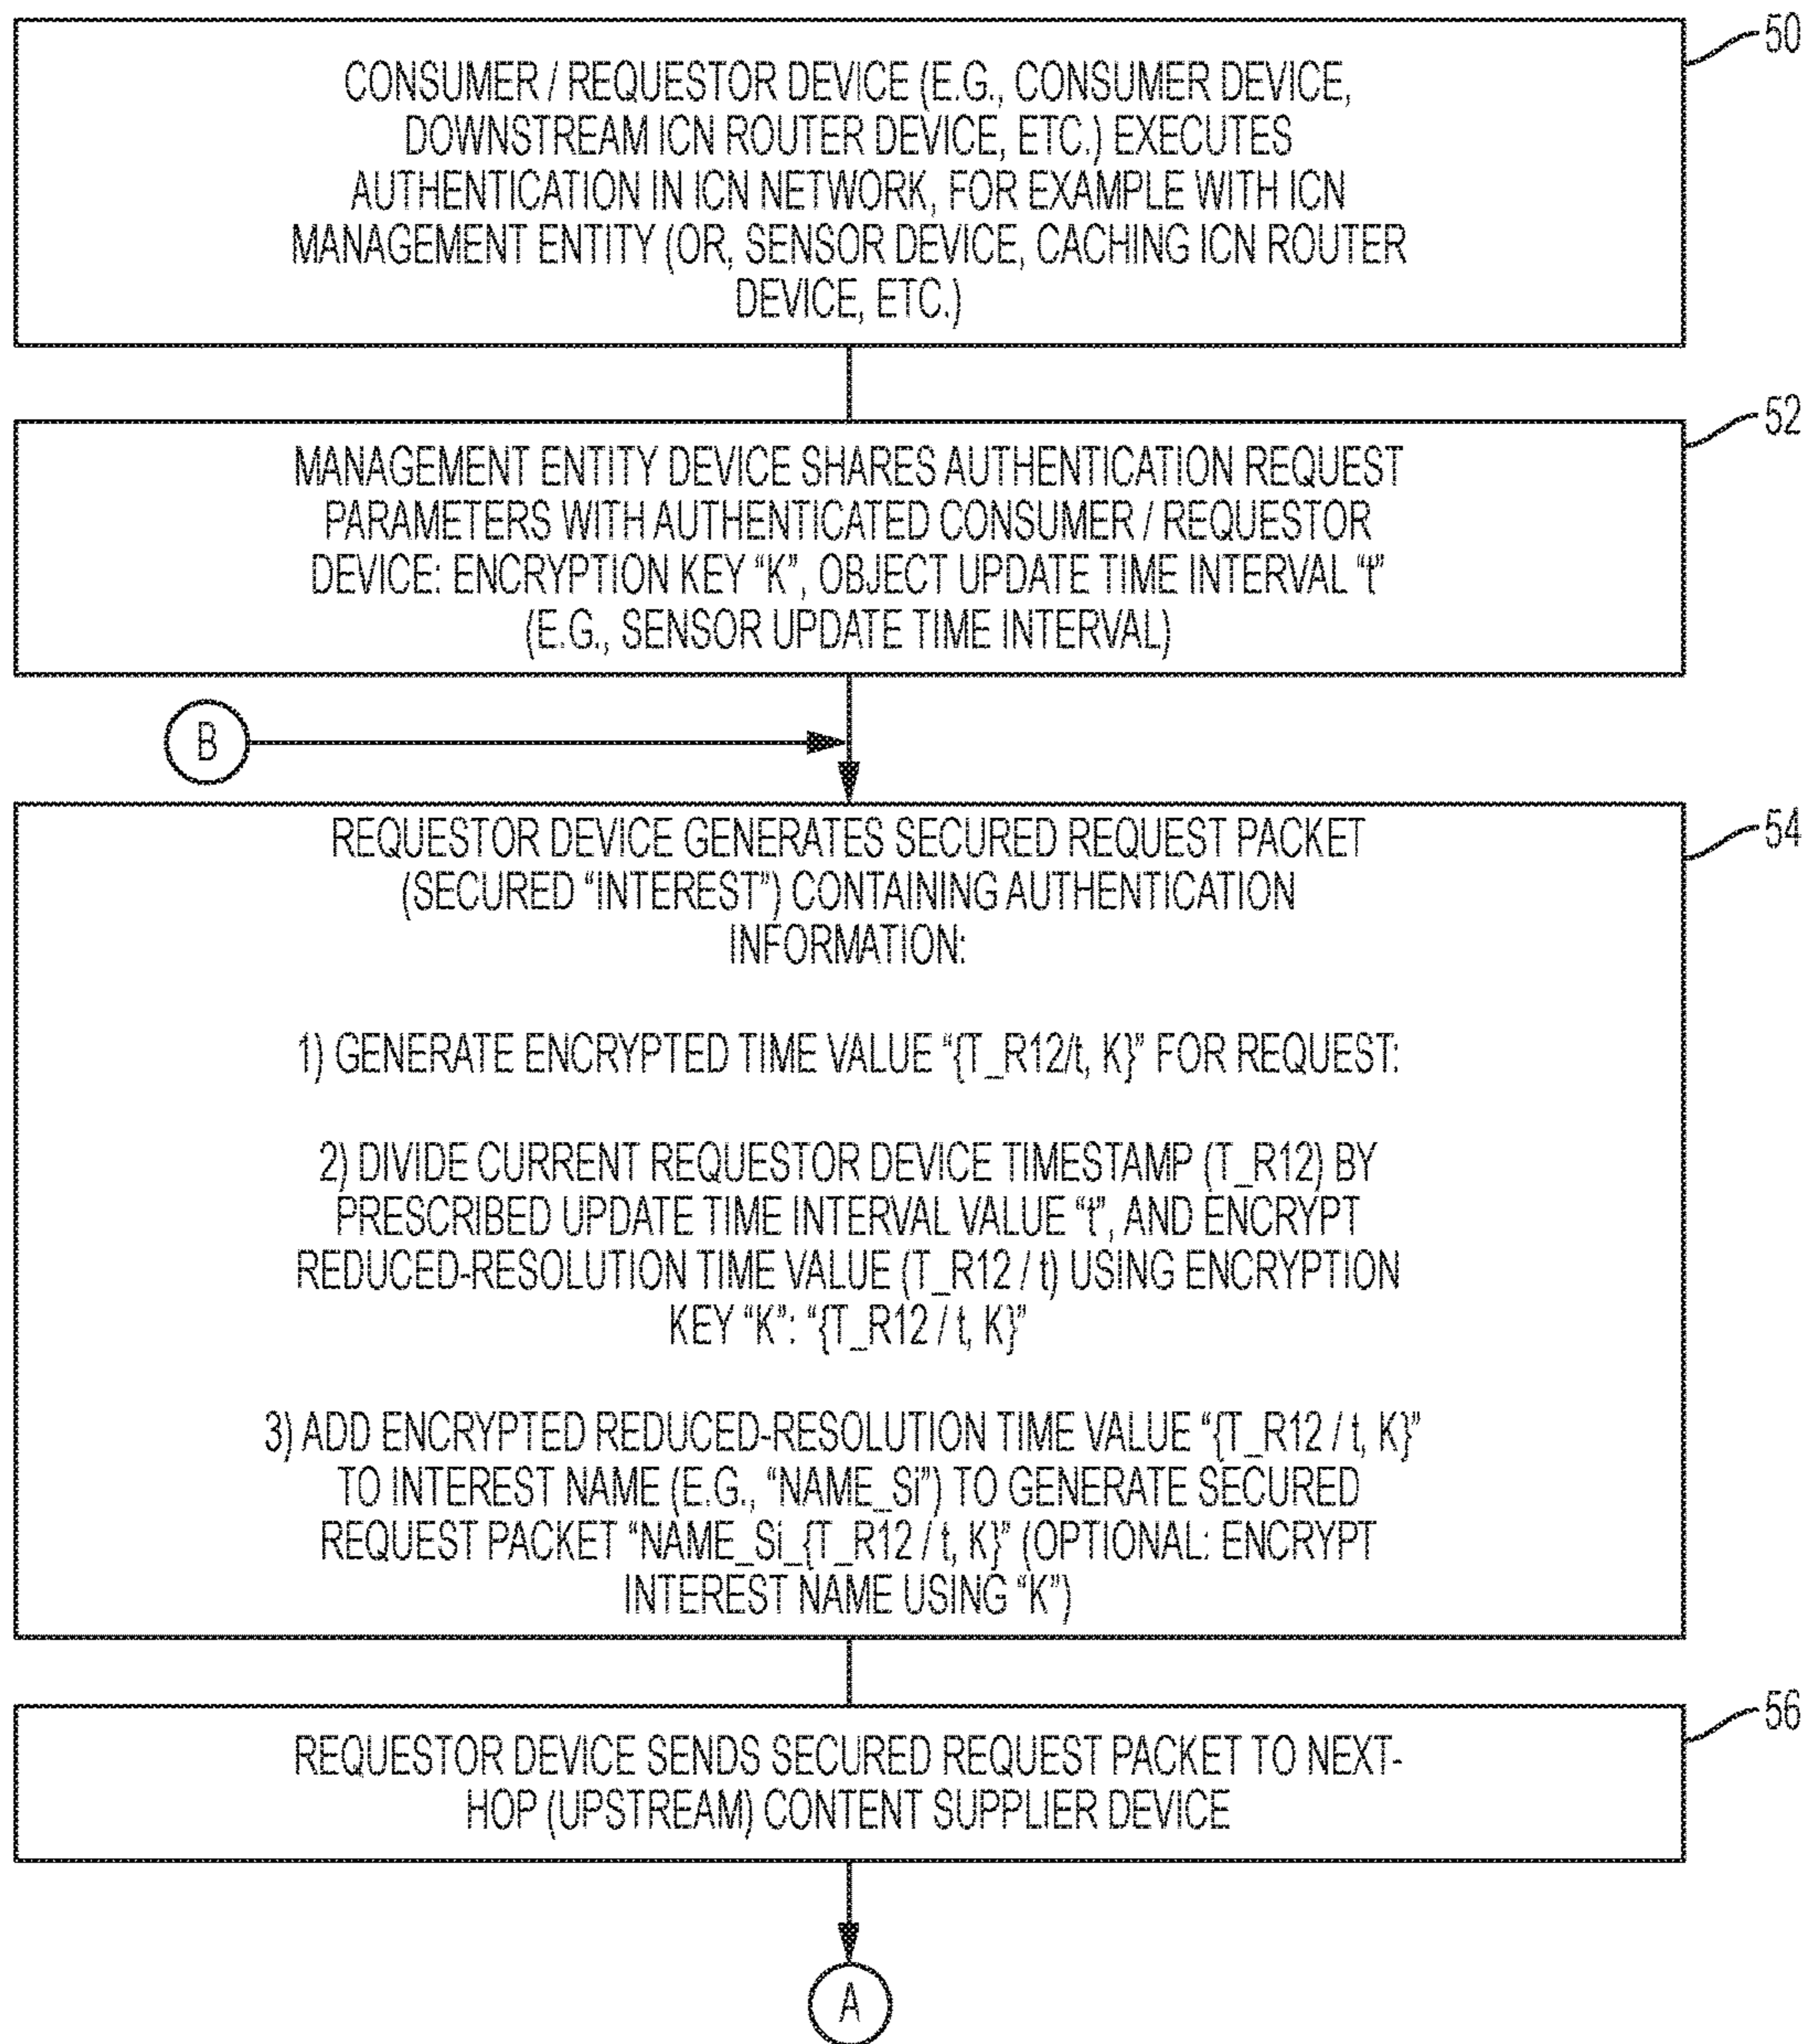 50
CONSUMER / REQUESTOR DEVICE (E.G., CONSUMER DEVICE,
DOWNSTREAM ICN ROUTER DEVICE, ETC.) EXECUTES
AUTHENTICATION IN ICN NETWORK, FOR EXAMPLE WITH ICN
MANAGEMENT ENTITY (OR, SENSOR DEVICE, CACHING ICN ROUTER
DEVICE, ETC.)
52
MANAGEMENT ENTITY DEVICE SHARES AUTHENTICATION REQUEST
PARAMETERS WITH AUTHENTICATED CONSUMER / REQUESTOR
DEVICE: ENCRYPTION KEY “K”, OBJECT UPDATE TIME INTERVAL “t”
(E.G., SENSOR UPDATE TIME INTERVAL)
B
54
REQUESTOR DEVICE GENERATES SECURED REQUEST PACKET
(SECURED “INTEREST”) CONTAINING AUTHENTICATION
INFORMATION:
1) GENERATE ENCRYPTED TIME VALUE “{T_R12/t, K}” FOR REQUEST:
2) DIVIDE CURRENT REQUESTOR DEVICE TIMESTAMP (T_R12) BY
PRESCRIBED UPDATE TIME INTERVAL VALUE “t”, AND ENCRYPT
REDUCED-RESOLUTION TIME VALUE (T_R12 / t) USING ENCRYPTION
KEY “K”: “{T_R12 / t, K}”
3) ADD ENCRYPTED REDUCED-RESOLUTION TIME VALUE “{T_R12 / t, K}”
TO INTEREST NAME (E.G., “NAME_Si”) TO GENERATE SECURED
REQUEST PACKET “NAME_Si_{T_R12 / t, K}” (OPTIONAL: ENCRYPT
INTEREST NAME USING “K”)
56
REQUESTOR DEVICE SENDS SECURED REQUEST PACKET TO NEXT-
HOP (UPSTREAM) CONTENT SUPPLIER DEVICE
A